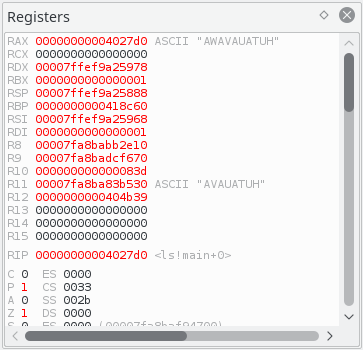 Registers
RAX 00000000004027d0 ASCII "AWAVAUATUH"
RCX 0000000000000000
RDX 00007ffef9a25978
RBX 0000000000000001
RSP 00007ffef9a25888
RBP 0000000000418c60
RSI 00007ffef9a25968
RDI 0000000000000001
R8 00007fa8babb2e10
R9 00007fa8badcf670
R10 000000000000083d
R11 00007fa8ba83b530 ASCII "AVAUATUH"
R12 0000000000404b39
R13 0000000000000000
R14 0000000000000000
R15 0000000000000000
RIP 00000000004027d0 <ls!main+0>
C 0 ES 0000
P 1 CS 0033
A 0 SS 002b
Z 1 DS 0000
S 0 FS 0000 (00007fa8baf94700)